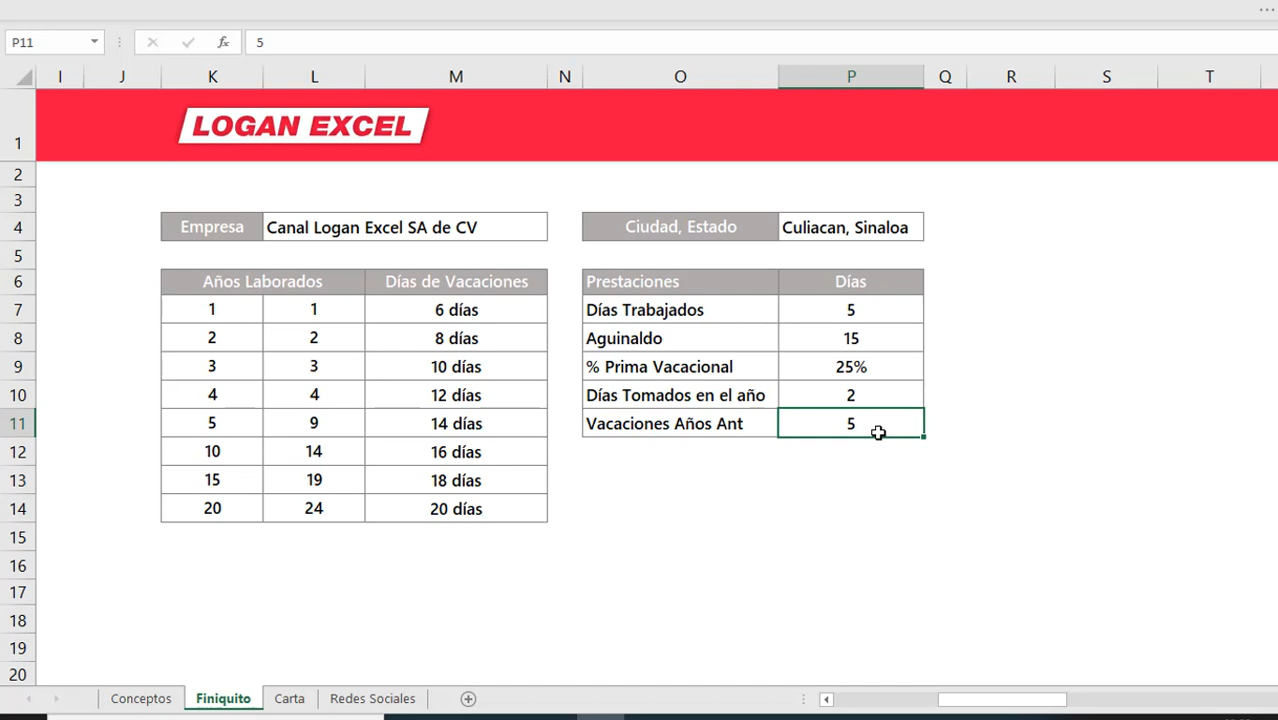 P11 fx 5
I J K L M N O P Q R S T
1 LOGAN EXCEL
2
3
4 Empresa Canal Logan Excel SA de CV Ciudad, Estado Culiacan, Sinaloa
5
6 Años Laborados Días de Vacaciones Prestaciones Días
7 1 1 6 días Días Trabajados 5
8 2 2 8 días Aguinaldo 15
9 3 3 10 días % Prima Vacacional 25%
10 4 4 12 días Días Tomados en el año 2
11 5 9 14 días Vacaciones Años Ant 5
12 10 14 16 días
13 15 19 18 días
14 20 24 20 días
15
16
17
18
19
20
Conceptos Finiquito Carta Redes Sociales